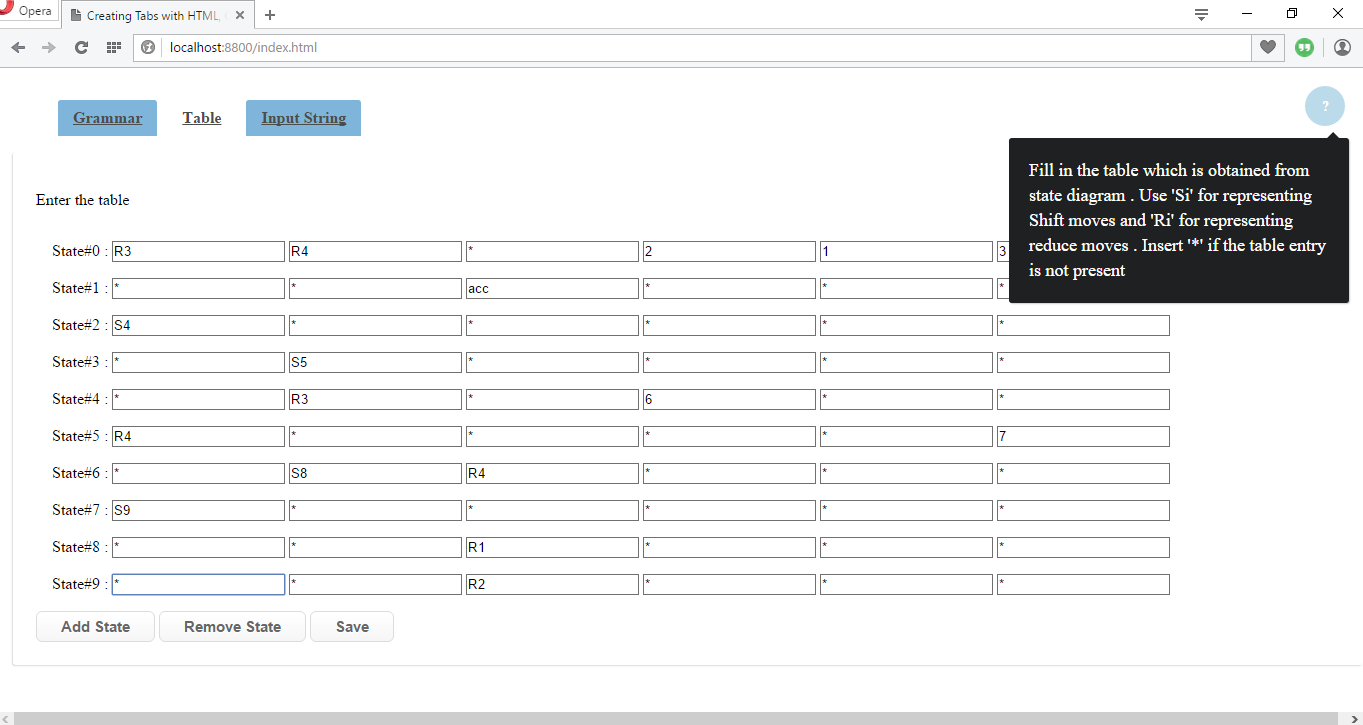 Opera
Creating Tabs with HTML,
localhost:8800/index.html
Grammar Table Input String
?
Fill in the table which is obtained from
state diagram . Use 'Si' for representing
Shift moves and 'Ri' for representing
reduce moves . Insert '*' if the table entry
is not present
Enter the table
State#0 : R3 R4 * 2 1 3
State#1 : * * acc * * *
State#2 : S4 * * * * *
State#3 : * S5 * * * *
State#4 : * R3 * 6 * *
State#5 : R4 * * * * 7
State#6 : * S8 R4 * * *
State#7 : S9 * * * * *
State#8 : * * R1 * * *
State#9 : * * R2 * * *
Add State Remove State Save